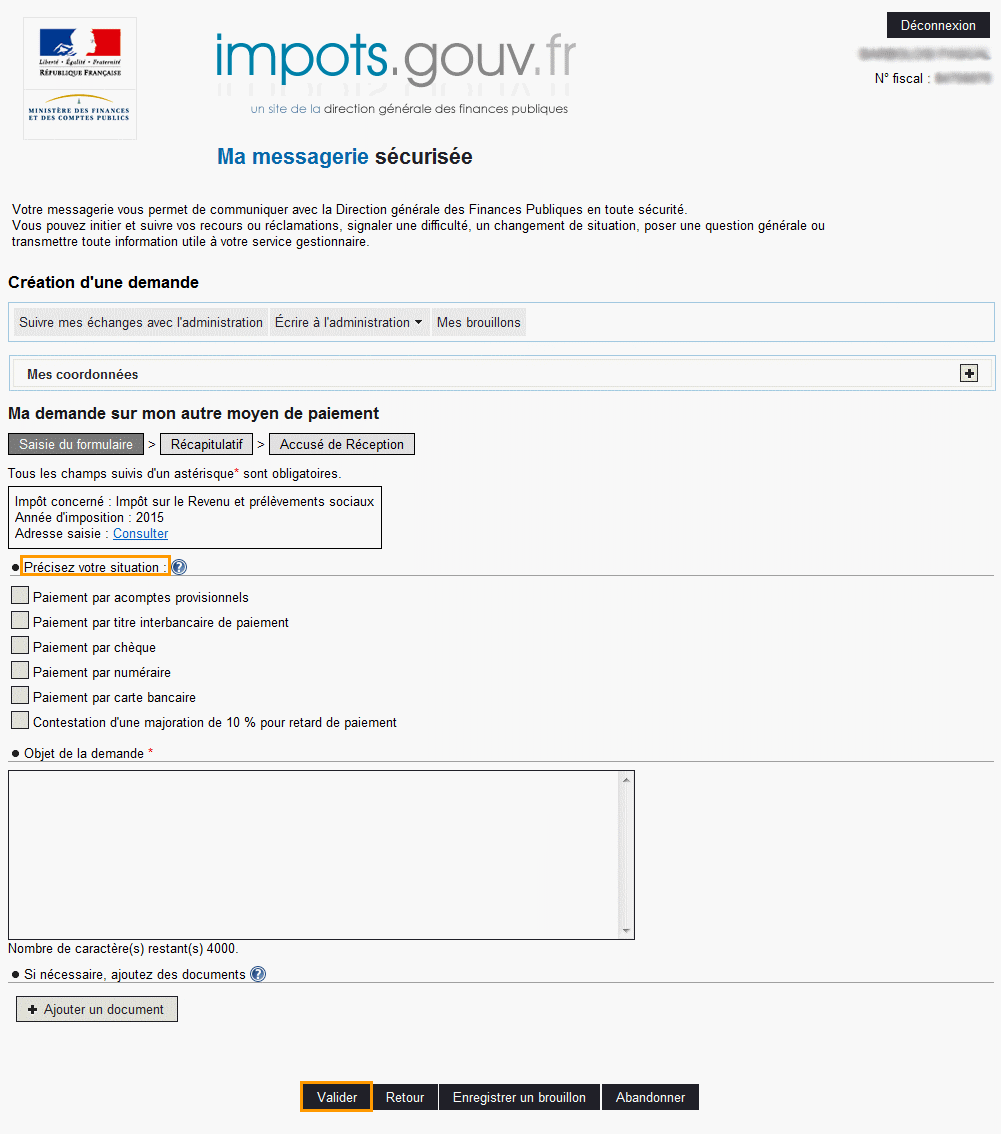 Liberté • Égalité • Fraternité
RÉPUBLIQUE FRANÇAISE
MINISTÈRE DES FINANCES
ET DES COMPTES PUBLICS
impots.gouv.fr
un site de la direction générale des finances publiques
Déconnexion
N° fiscal :
Ma messagerie sécurisée
Votre messagerie vous permet de communiquer avec la Direction générale des Finances Publiques en toute sécurité.
Vous pouvez initier et suivre vos recours ou réclamations, signaler une difficulté, un changement de situation, poser une question générale ou
transmettre toute information utile à votre service gestionnaire.
Création d'une demande
Suivre mes échanges avec l'administration Écrire à l'administration Mes brouillons
Mes coordonnées
Ma demande sur mon autre moyen de paiement
Saisie du formulaire > Récapitulatif > Accusé de Réception
Tous les champs suivis d'un astérisque* sont obligatoires.
Impôt concerné : Impôt sur le Revenu et prélèvements sociaux
Année d'imposition : 2015
Adresse saisie : Consulter
● Précisez votre situation : ?
Paiement par acomptes provisionnels
Paiement par titre interbancaire de paiement
Paiement par chèque
Paiement par numéraire
Paiement par carte bancaire
Contestation d'une majoration de 10 % pour retard de paiement
● Objet de la demande *
Nombre de caractère(s) restant(s) 4000.
● Si nécessaire, ajoutez des documents ?
+ Ajouter un document
Valider Retour Enregistrer un brouillon Abandonner